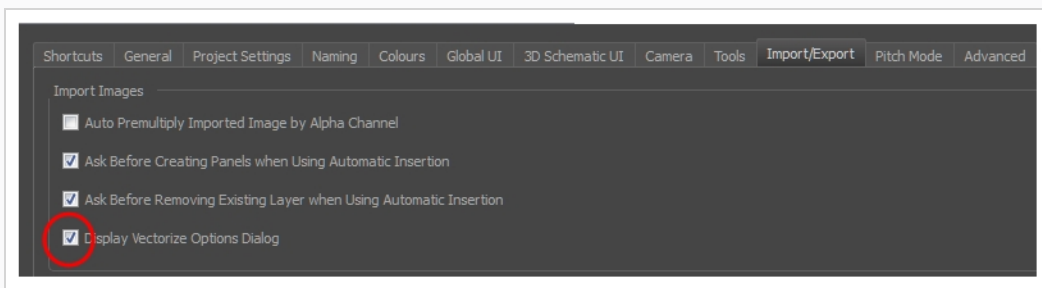 Shortcuts General Project Settings Naming Colours Global UI 3D Schematic UI Camera Tools Import/Export Pitch Mode Advanced
Import Images
Auto Premultiply Imported Image by Alpha Channel
Ask Before Creating Panels when Using Automatic Insertion
Ask Before Removing Existing Layer when Using Automatic Insertion
Display Vectorize Options Dialog